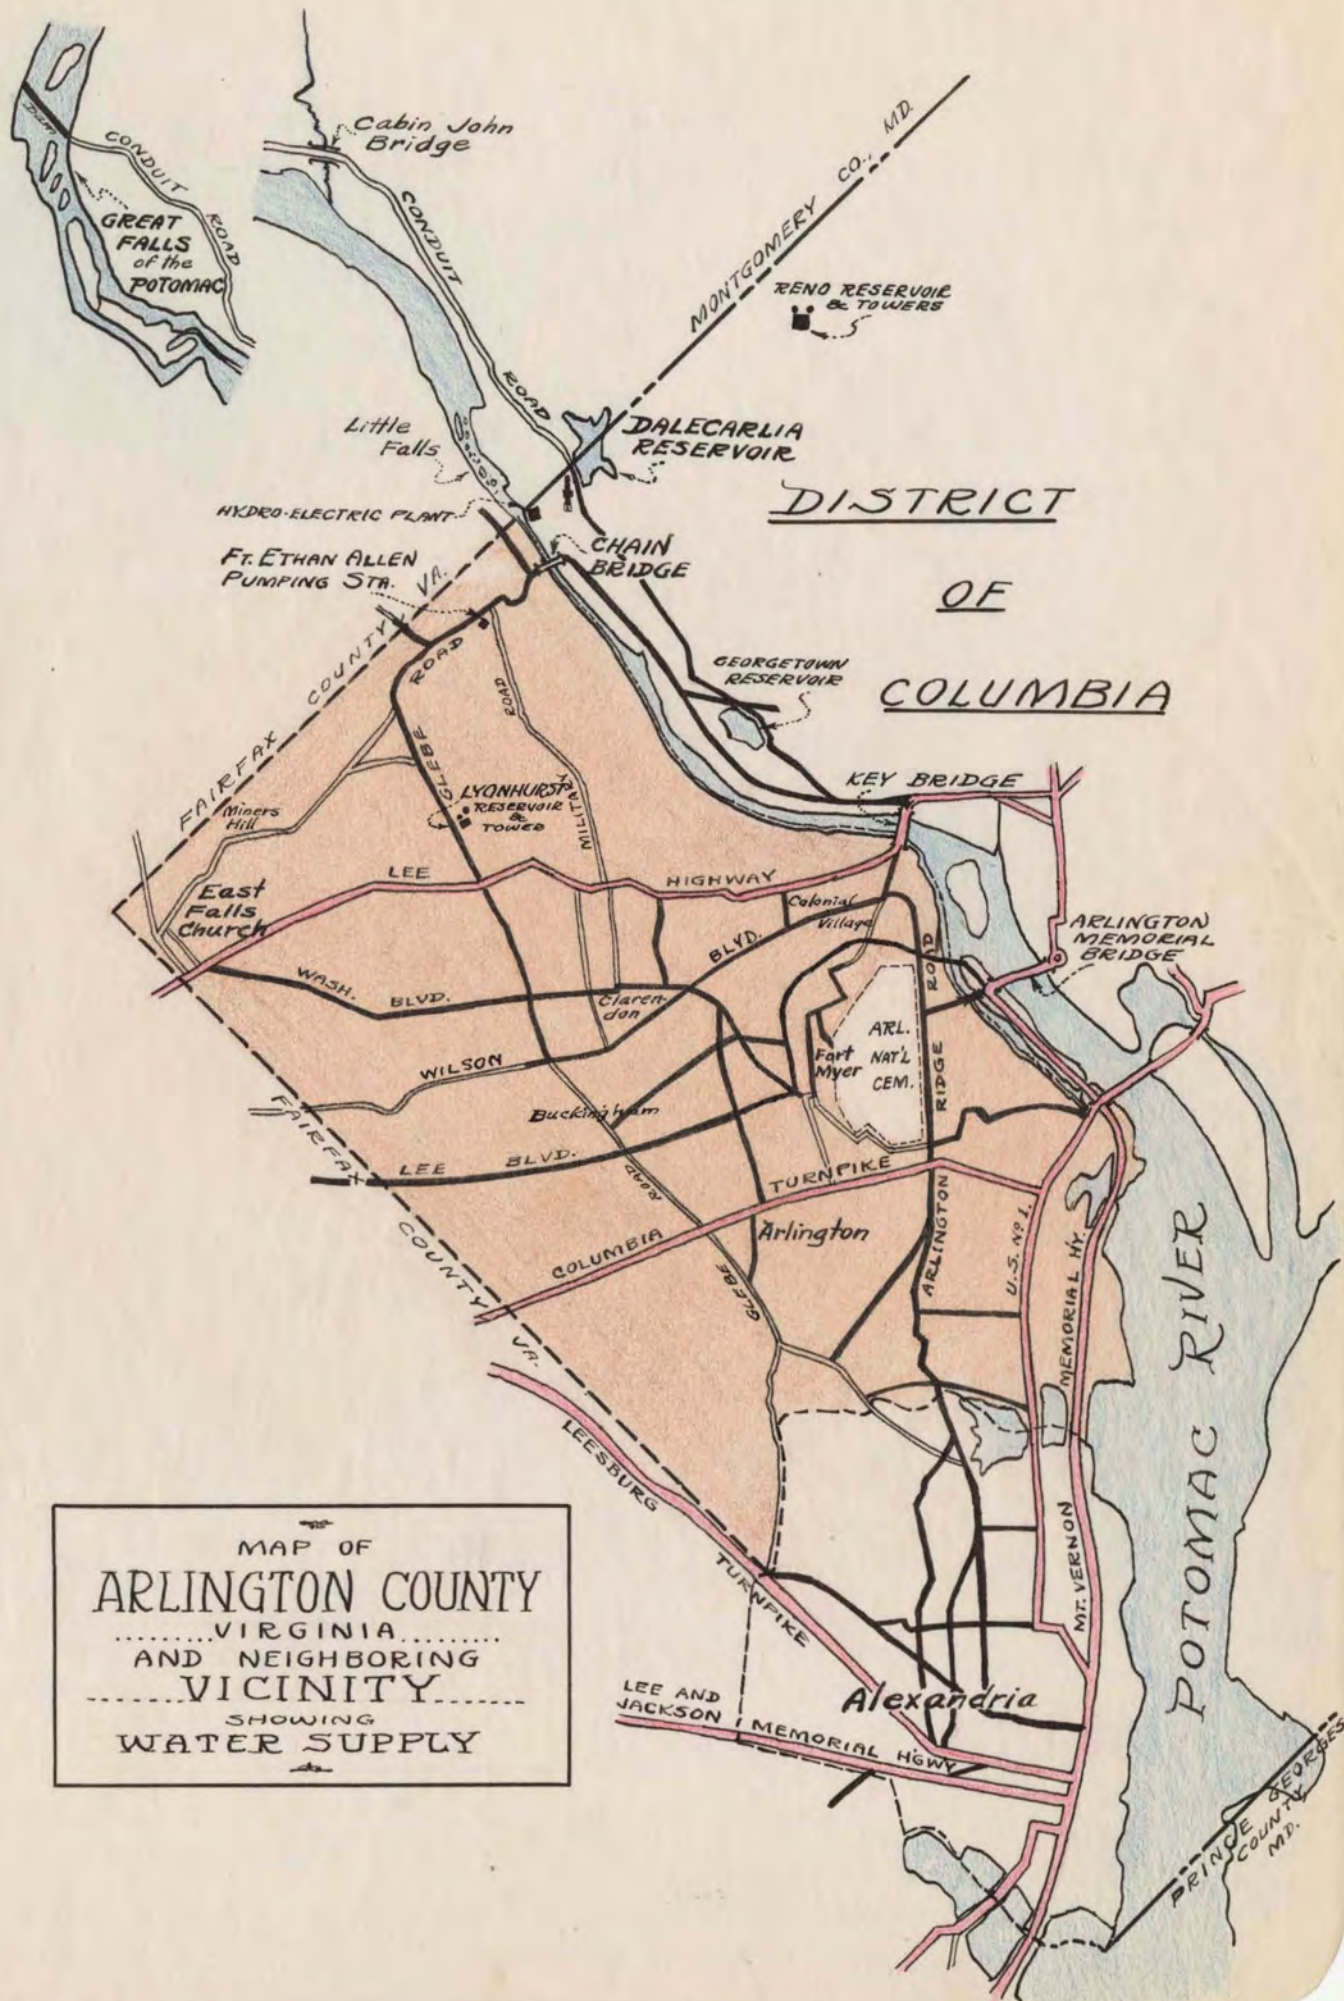 Dam
CONDUIT
ROAD
GREAT
FALLS
of the
POTOMAC
Cabin John
Bridge
CONDUIT
ROAD
MONTGOMERY CO., MD.
RENO RESERVOIR
& TOWERS
Little
Falls
DALECARLIA
RESERVOIR
HYDRO-ELECTRIC PLANT
FT. ETHAN ALLEN
PUMPING STA.
CHAIN
BRIDGE
DISTRICT
OF
COLUMBIA
GEORGETOWN
RESERVOIR
FAIRFAX COUNTY VA.
ROAD
GLEBE
ROAD
MILITARY
LYONHURST
RESERVOIR
&
TOWER
Miners
Hill
KEY BRIDGE
East
Falls
Church
LEE
HIGHWAY
Colonial
Village
ARLINGTON
MEMORIAL
BRIDGE
WASH.
BLVD.
BLVD.
Claren-
don
WILSON
ROAD
RIDGE
ARLINGTON
ARL.
NAT'L
CEM.
Fort
Myer
Buckingham
LEE BLVD.
ROAD
GLEBE
FAIRFAX
COUNTY
VA.
COLUMBIA
TURNPIKE
Arlington
U.S. Nº 1.
MEMORIAL HY.
MT. VERNON
POTOMAC RIVER
LEESBURG
TURNPIKE
Alexandria
LEE AND
JACKSON
MEMORIAL H'GWY
PRINCE GEORGES
COUNTY
MD.
MAP OF
ARLINGTON COUNTY
.........VIRGINIA.........
AND NEIGHBORING
.......VICINITY.......
SHOWING
WATER SUPPLY